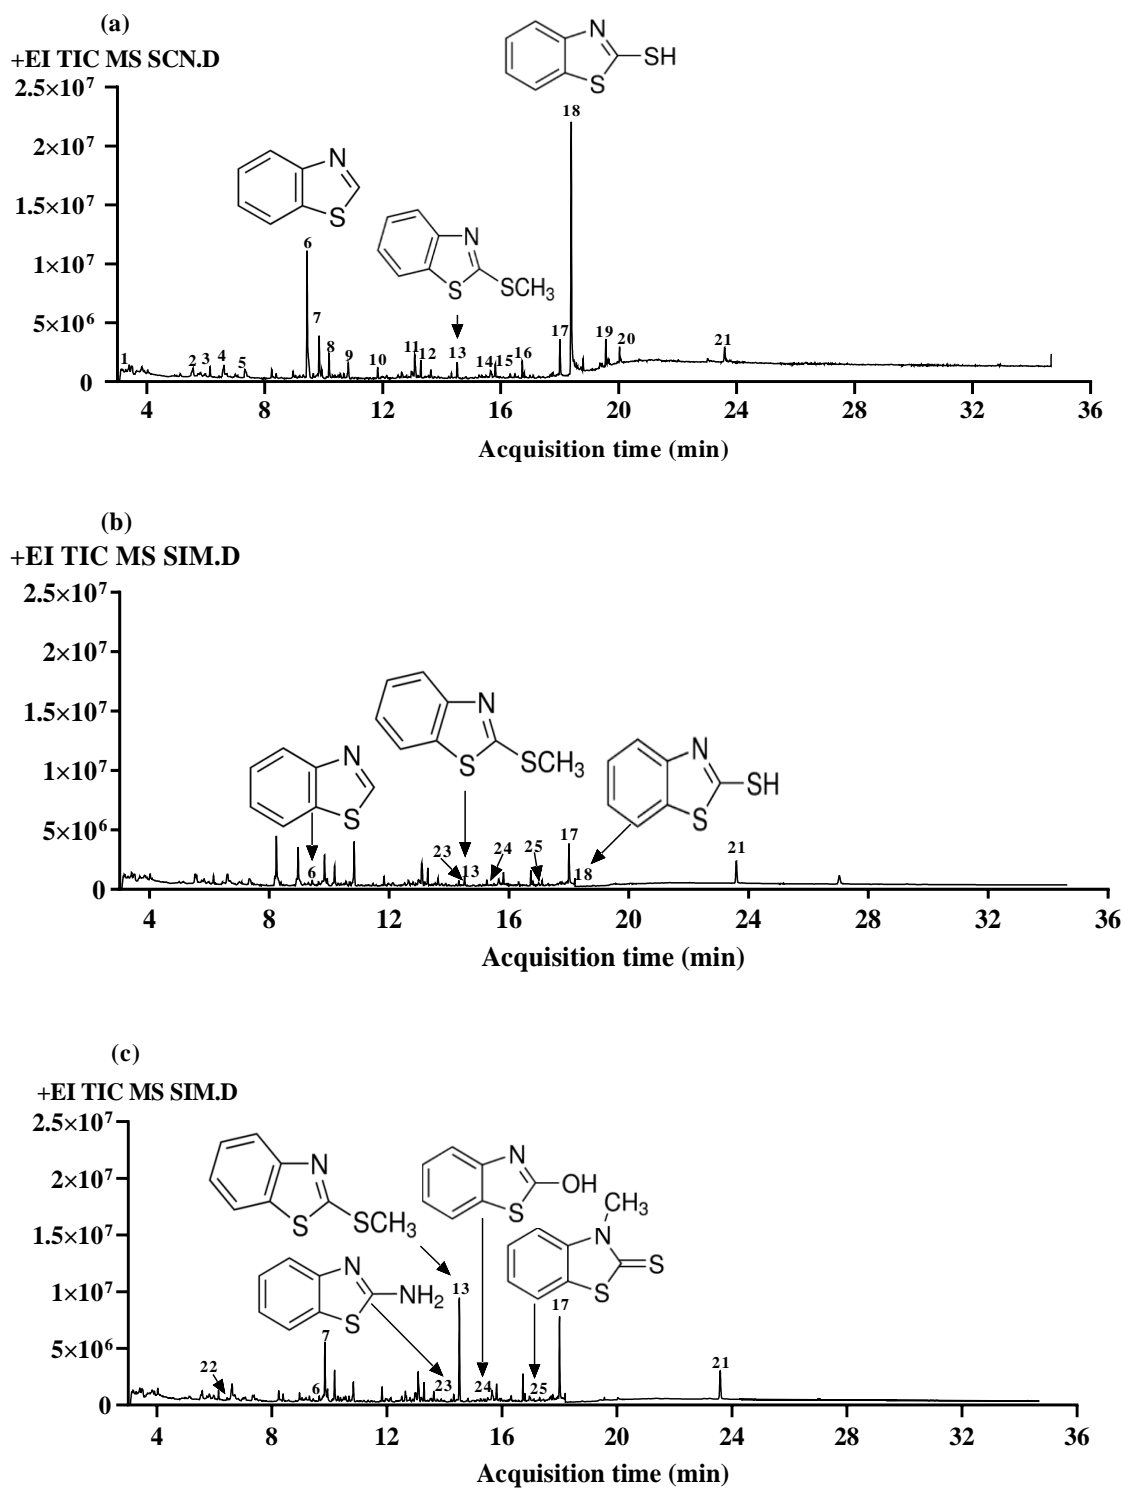 (a)
+EI TIC MS SCN.D
2.5×10⁷
2×10⁷
1.5×10⁷
1×10⁷
5×10⁶
0
N
S
SH
18
N
S
6
N
S
SCH₃
1 2 3 4 5 7 8 9 10 11 12 13 14 15 16 17 19 20 21
4 8 12 16 20 24 28 32 36
Acquisition time (min)
(b)
+EI TIC MS SIM.D
2.5×10⁷
2×10⁷
1.5×10⁷
1×10⁷
5×10⁶
0
N
S
SCH3
N
S
N
S
SH
6 23 13 24 25 17 18 21
4 8 12 16 20 24 28 32 36
Acquisition time (min)
(c)
+EI TIC MS SIM.D
2.5×10⁷
2×10⁷
1.5×10⁷
1×10⁷
5×10⁶
0
N
S
SCH3
N
S
OH
CH₃
N
S
S
N
S
NH₂
22 6 7 23 13 24 25 17 21
4 8 12 16 20 24 28 32 36
Acquisition time (min)